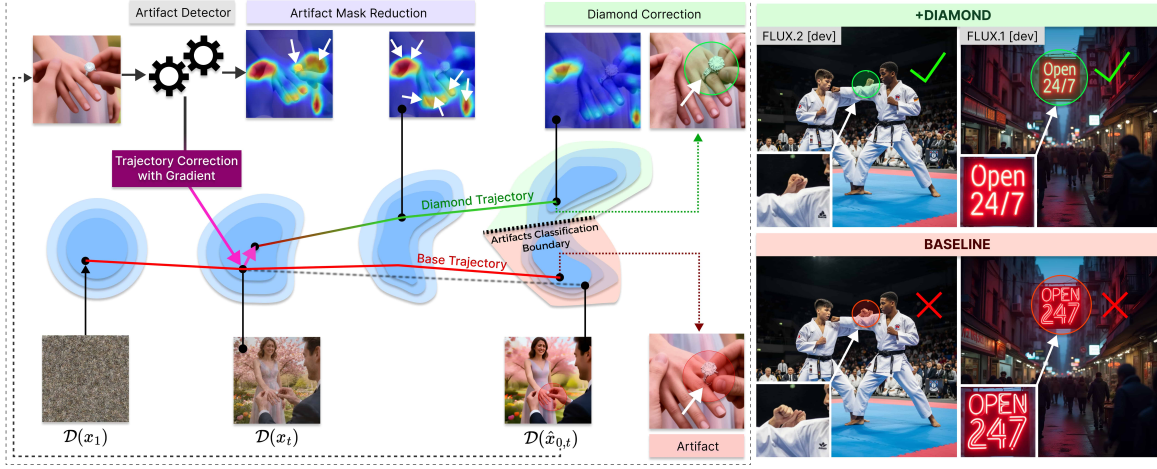 Artifact Detector
Artifact Mask Reduction
Diamond Correction
Trajectory Correction
with Gradient
Diamond Trajectory
Artifacts Classification
Boundary
Base Trajectory
𝒟(x₁)
𝒟(xₜ)
𝒟(x̂₀,ₜ)
Artifact
+DIAMOND
FLUX.2 [dev]
FLUX.1 [dev]
Open
24/7
Open
24/7
BASELINE
OPEN
247
OPEN
247